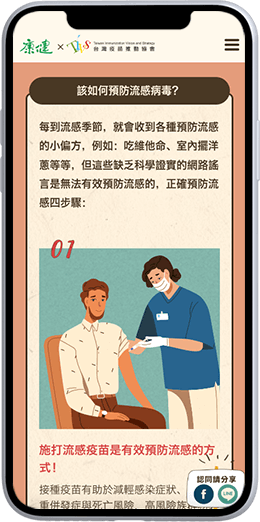 康健 × TIVS
Taiwan Immunization Vision and Strategy
台灣疫苗推動協會
該如何預防流感病毒?
每到流感季節，就會收到各種預防流感
的小偏方，例如：吃維他命、室內擺洋
蔥等等，但這些缺乏科學證實的網路謠
言是無法有效預防流感的，正確預防流
感四步驟：
01
施打流感疫苗是有效預防流感的方
式！
認同請分享
LINE
接種疫苗有助於減輕感染症狀、
重併發症與死亡風險。高風險族